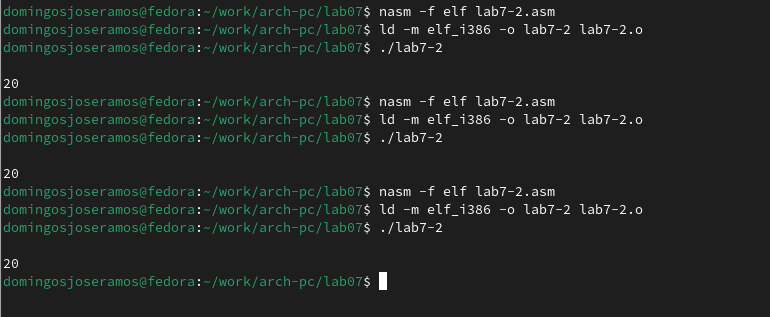 domingosjoseramos@fedora:~/work/arch-pc/lab07$ nasm -f elf lab7-2.asm
domingosjoseramos@fedora:~/work/arch-pc/lab07$ ld -m elf_i386 -o lab7-2 lab7-2.o
domingosjoseramos@fedora:~/work/arch-pc/lab07$ ./lab7-2
20
domingosjoseramos@fedora:~/work/arch-pc/lab07$ nasm -f elf lab7-2.asm
domingosjoseramos@fedora:~/work/arch-pc/lab07$ ld -m elf_i386 -o lab7-2 lab7-2.o
domingosjoseramos@fedora:~/work/arch-pc/lab07$ ./lab7-2
20
domingosjoseramos@fedora:~/work/arch-pc/lab07$ nasm -f elf lab7-2.asm
domingosjoseramos@fedora:~/work/arch-pc/lab07$ ld -m elf_i386 -o lab7-2 lab7-2.o
domingosjoseramos@fedora:~/work/arch-pc/lab07$ ./lab7-2
20
domingosjoseramos@fedora:~/work/arch-pc/lab07$